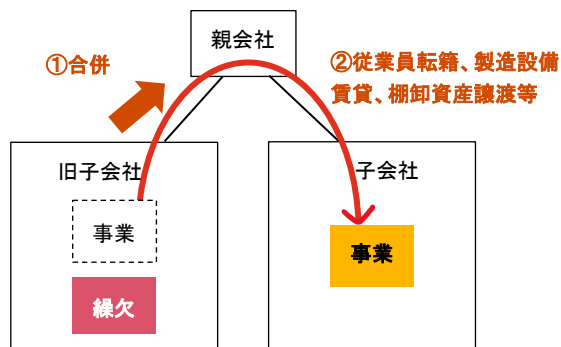 親会社
①合併
②従業員転籍、製造設備
賃貸、棚卸資産譲渡等
旧子会社
事業
繰欠
子会社
事業